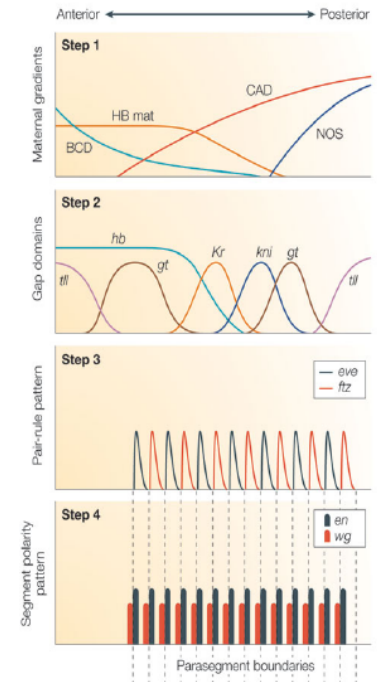 Anterior Posterior
Step 1
Maternal gradients
CAD
HB mat
BCD
NOS
Step 2
Gap domains
hb
Kr kni gt
gt
tll tll
Step 3
Pair-rule pattern
eve
ftz
Step 4
Segment polarity
pattern
en
wg
Parasegment boundaries